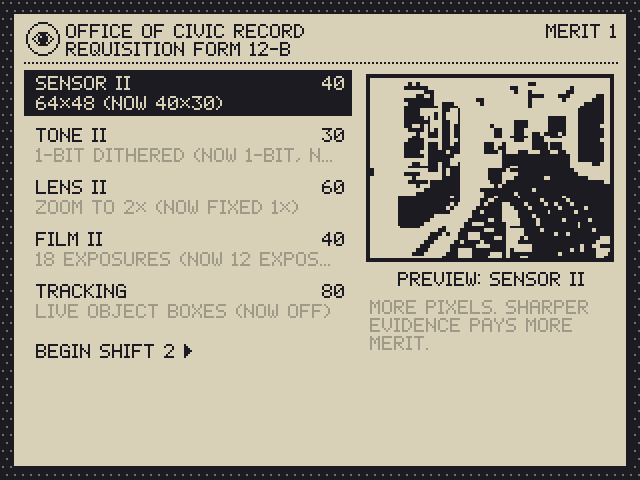 OFFICE OF CIVIC RECORD
REQUISITION FORM 12-B
MERIT 1
SENSOR II 40
64×48 (NOW 40×30)
TONE II 30
1-BIT DITHERED (NOW 1-BIT, N...
LENS II 60
ZOOM TO 2× (NOW FIXED 1×)
FILM II 40
18 EXPOSURES (NOW 12 EXPOS...
TRACKING 80
LIVE OBJECT BOXES (NOW OFF)
BEGIN SHIFT 2
PREVIEW: SENSOR II
MORE PIXELS. SHARPER
EVIDENCE PAYS MORE
MERIT.